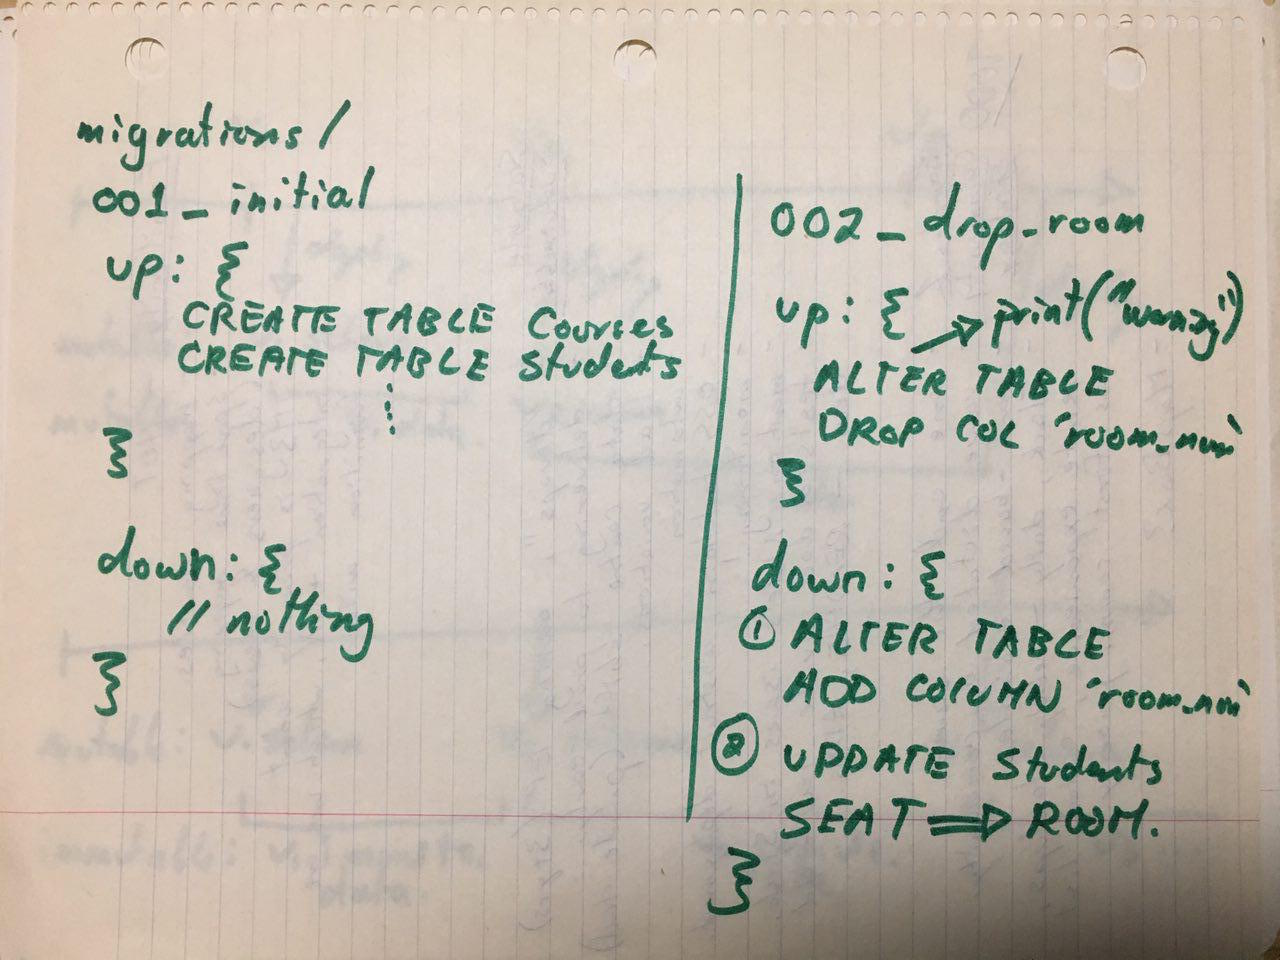 migrations/
001_initial
up: {
CREATE TABLE Courses
CREATE TABLE Students
⋮
}
down: {
// nothing
}
002_drop_room
up: { → print("warning")
ALTER TABLE
DROP COL 'room_num'
}
down: {
① ALTER TABLE
ADD COLUMN 'room_num'
② UPDATE Students
SEAT ⇒ ROOM.
}